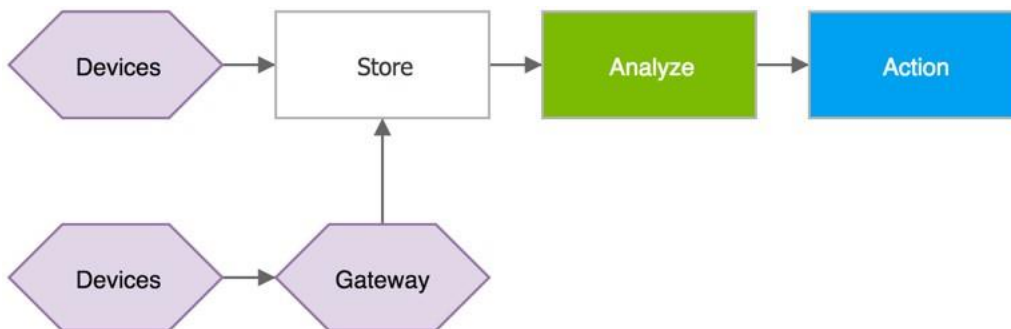 Devices
Store
Analyze
Action
Devices
Gateway